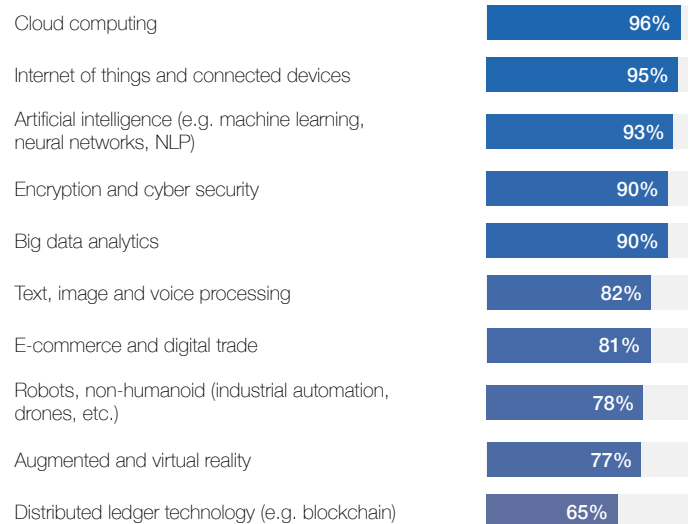 Cloud computing 96%
Internet of things and connected devices 95%
Artificial intelligence (e.g. machine learning,
neural networks, NLP) 93%
Encryption and cyber security 90%
Big data analytics 90%
Text, image and voice processing 82%
E-commerce and digital trade 81%
Robots, non-humanoid (industrial automation,
drones, etc.) 78%
Augmented and virtual reality 77%
Distributed ledger technology (e.g. blockchain) 65%